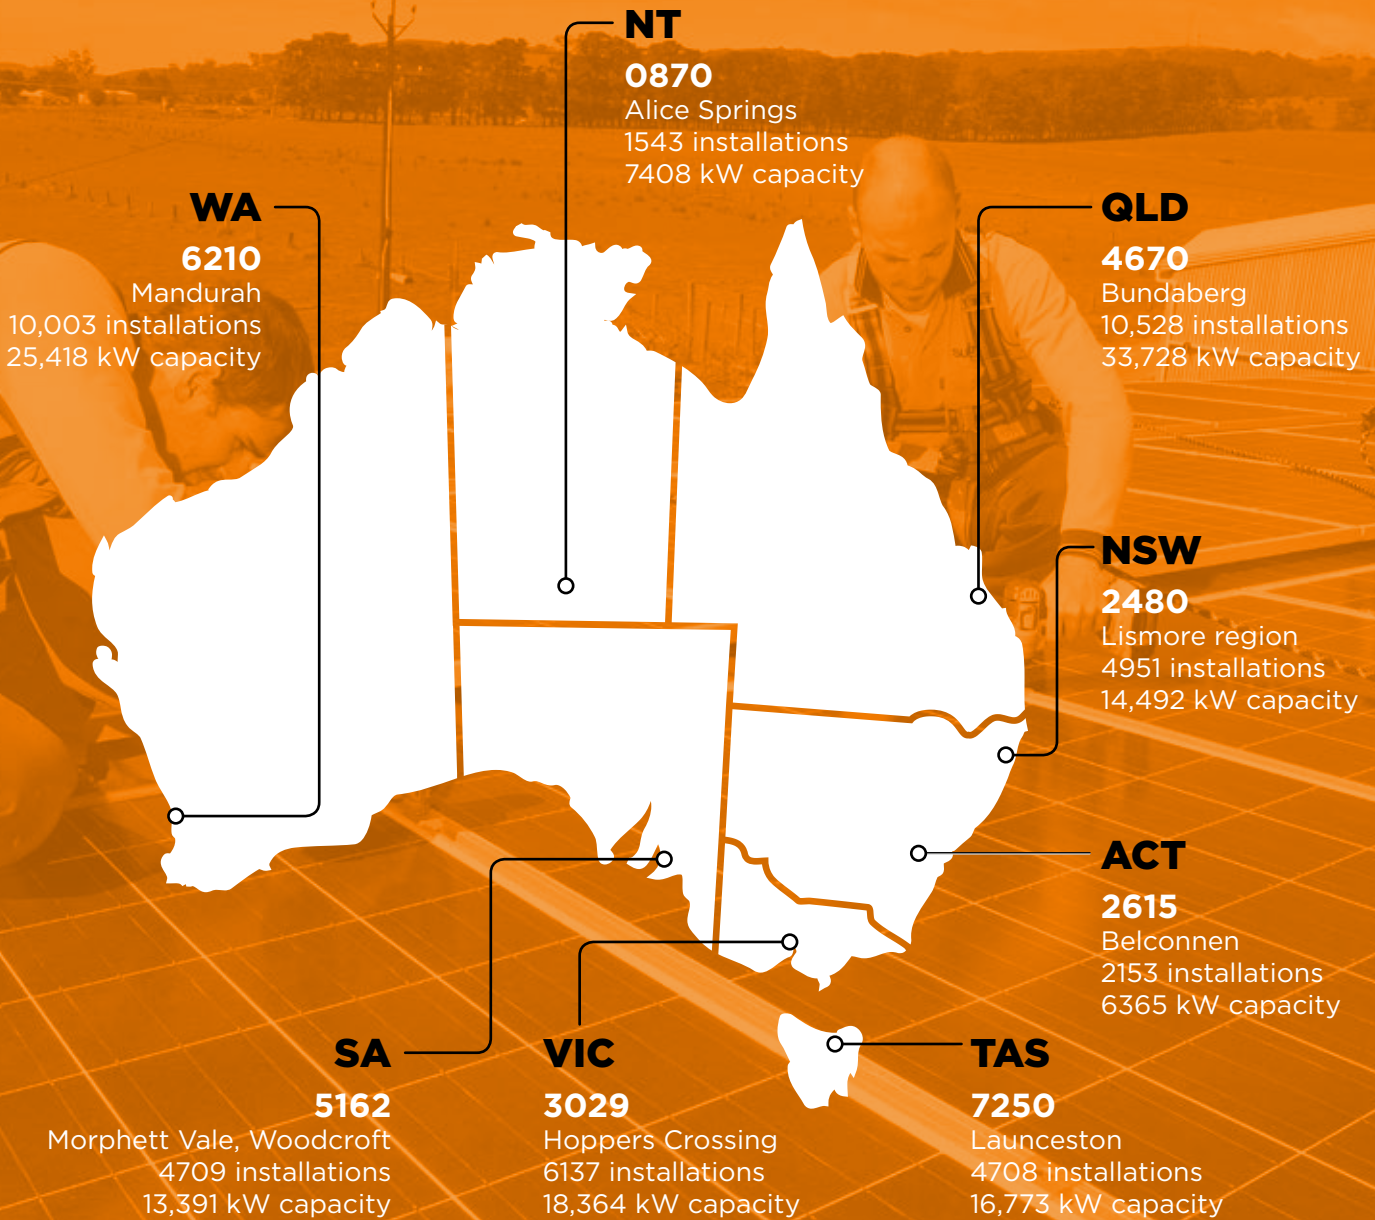 NT
0870
Alice Springs
1543 installations
7408 kW capacity
WA
6210
Mandurah
10,003 installations
25,418 kW capacity
QLD
4670
Bundaberg
10,528 installations
33,728 kW capacity
NSW
2480
Lismore region
4951 installations
14,492 kW capacity
ACT
2615
Belconnen
2153 installations
6365 kW capacity
SA
5162
Morphett Vale, Woodcroft
4709 installations
13,391 kW capacity
VIC
3029
Hoppers Crossing
6137 installations
18,364 kW capacity
TAS
7250
Launceston
4708 installations
16,773 kW capacity